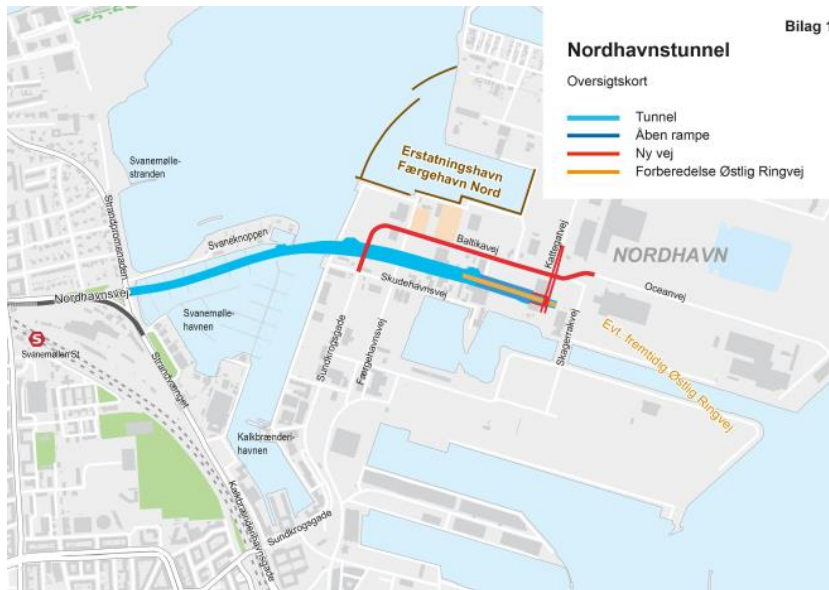 Bilag 1
Nordhavnstunnel
Oversigtskort
Tunnel
Åben rampe
Ny vej
Forberedelse Østlig Ringvej
Erstatningshavn
Færgehavn Nord
Svanemølle-
stranden
Strandpromenaden
Svaneknoppen
Baltikavej
Kattegatvej
NORDHAVN
Oceanvej
Nordhavnsvej
Skudehavnsvej
Svanemølle-
havnen
S
Svanemøllen St
Strandvænget
Sundkrogsgade
Færgehavnsvej
Skagerrakvej
Evt. fremtidig Østlig Ringvej
Kalkbrænderi-
havnen
Kalkbrænderihavnsgade
Sundkrogsgade